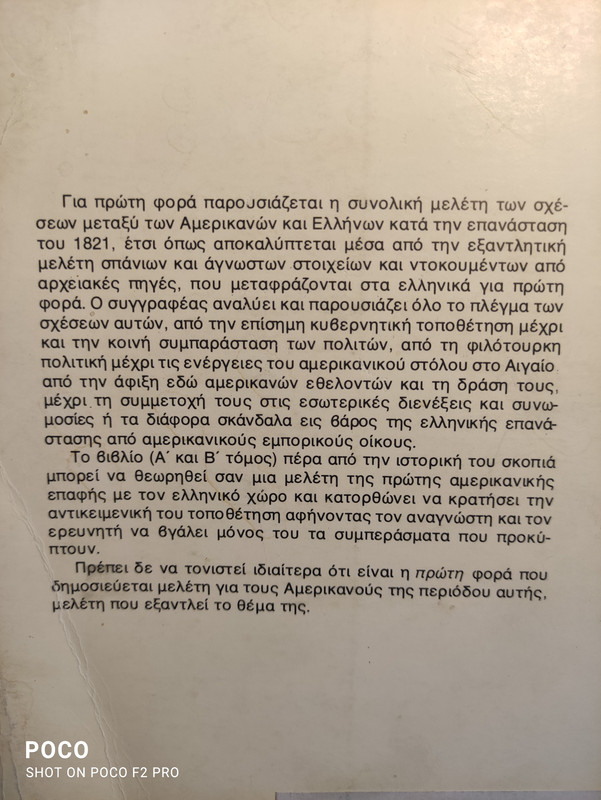 Για πρώτη φορά παρουσιάζεται η συνολική μελέτη των σχέ-
σεων μεταξύ των Αμερικανών και Ελλήνων κατά την επανάσταση
του 1821, έτσι όπως αποκαλύπτεται μέσα από την εξαντλητική
μελέτη σπάνιων και άγνωστων στοιχείων και ντοκουμέντων από
αρχειακές πηγές, που μεταφράζονται στα ελληνικά για πρώτη
φορά. Ο συγγραφέας αναλύει και παρουσιάζει όλο το πλέγμα των
σχέσεων αυτών, από την επίσημη κυβερνητική τοποθέτηση μέχρι
και την κοινή συμπαράσταση των πολιτών, από τη φιλότουρκη
πολιτική μέχρι τις ενέργειες του αμερικανικού στόλου στο Αιγαίο
από την άφιξη εδώ αμερικανών εθελοντών και τη δράση τους,
μέχρι τη συμμετοχή τους στις εσωτερικές διενέξεις και συνω-
μοσίες ή τα διάφορα σκάνδαλα εις βάρος της ελληνικής επανά-
στασης από αμερικανικούς εμπορικούς οίκους.
Το βιβλίο (Α΄ και Β΄ τόμος) πέρα από την ιστορική του σκοπιά
μπορεί να θεωρηθεί σαν μια μελέτη της πρώτης αμερικανικής
επαφής με τον ελληνικό χώρο και κατορθώνει να κρατήσει την
αντικειμενική του τοποθέτηση αφήνοντας τον αναγνώστη και τον
ερευνητή να βγάλει μόνος του τα συμπεράσματα που προκύ-
πτουν.
Πρέπει δε να τονιστεί ιδιαίτερα ότι είναι η πρώτη φορά που
δημοσιεύεται μελέτη για τους Αμερικανούς της περιόδου αυτής,
μελέτη που εξαντλεί το θέμα της.
POCO
SHOT ON POCO F2 PRO